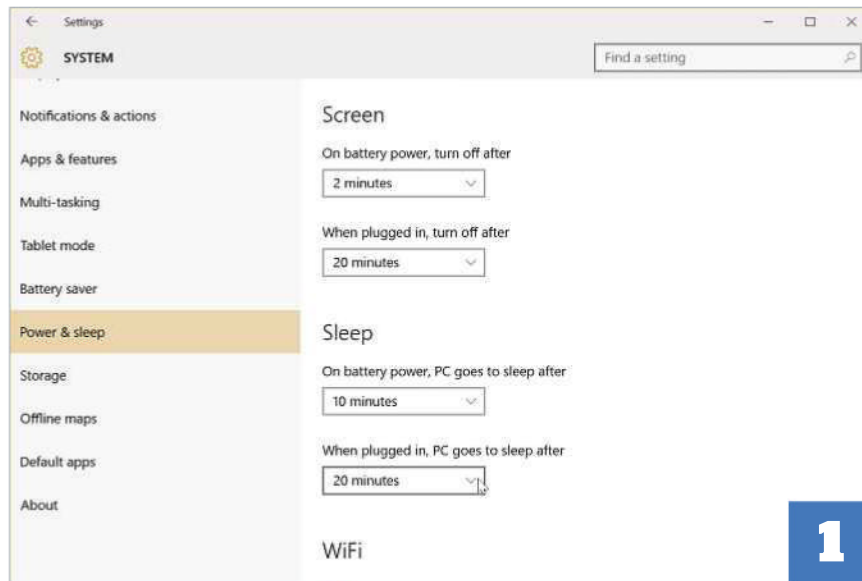 Settings
SYSTEM
Find a setting
Notifications & actions
Apps & features
Multi-tasking
Tablet mode
Battery saver
Power & sleep
Storage
Offline maps
Default apps
About
Screen
On battery power, turn off after
2 minutes
When plugged in, turn off after
20 minutes
Sleep
On battery power, PC goes to sleep after
10 minutes
When plugged in, PC goes to sleep after
20 minutes
WiFi
1